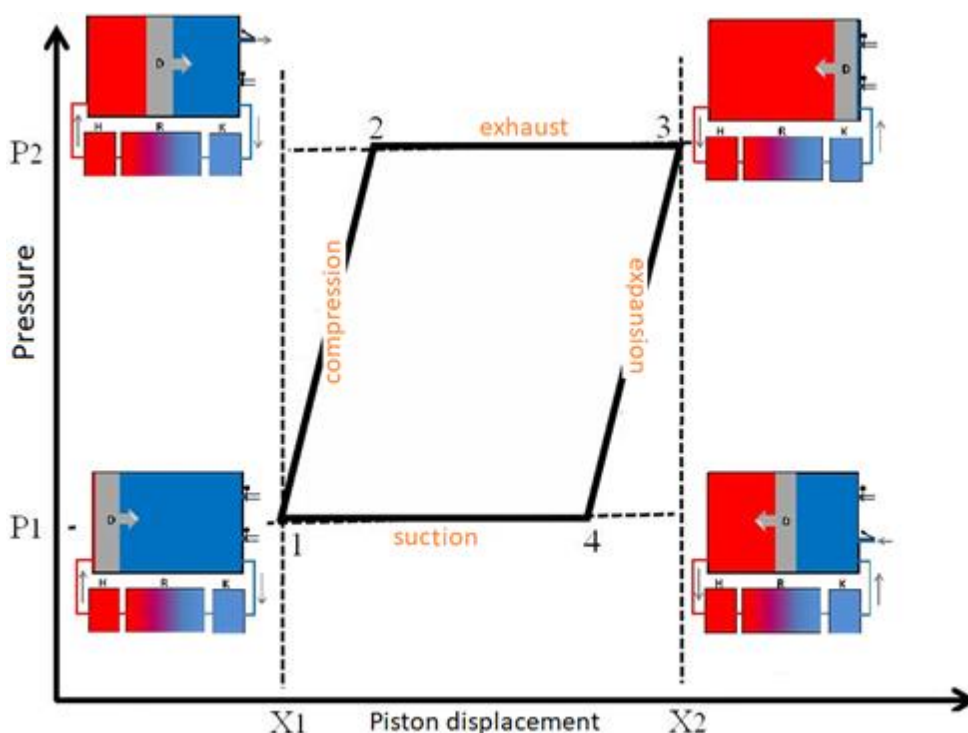 D
H R K
P2
2 exhaust 3
D
H R K
Pressure
compression
expansion
D
H R K
P1
1 suction 4
D
H R K
X1 Piston displacement X2